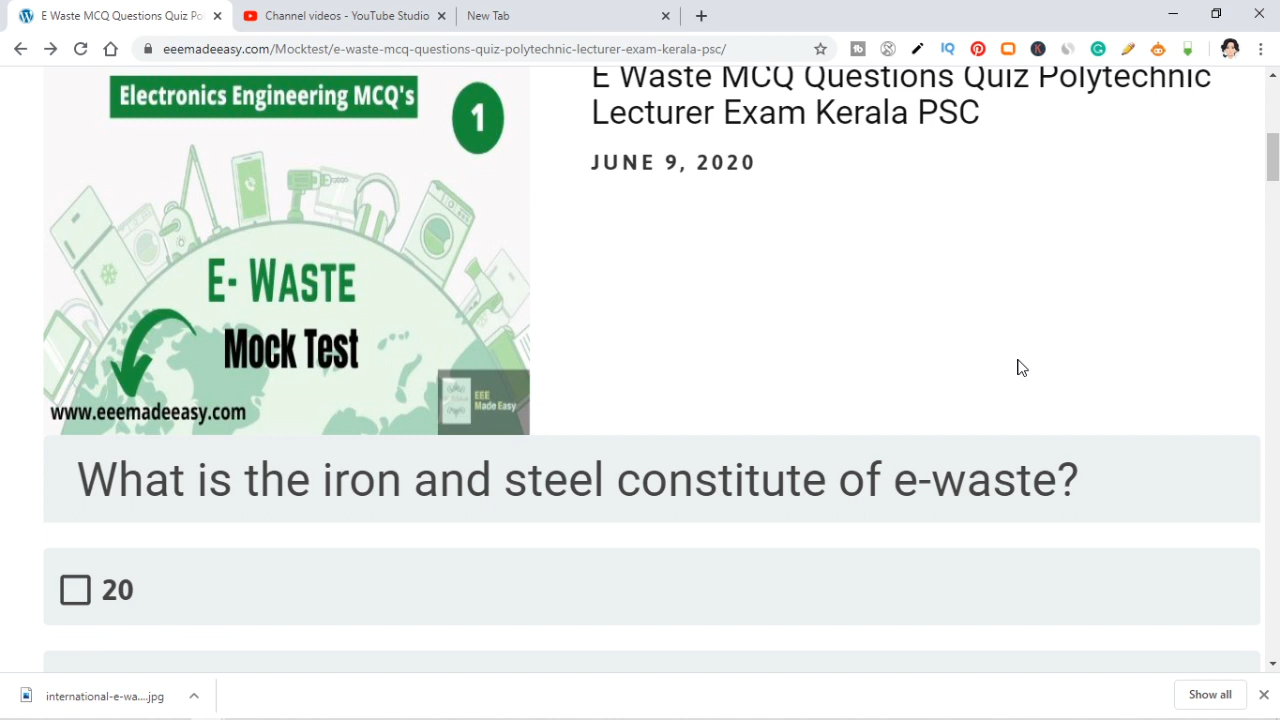 E Waste MCQ Questions Quiz Po
Channel videos - YouTube Studio
New Tab
eeemadeeasy.com/Mocktest/e-waste-mcq-questions-quiz-polytechnic-lecturer-exam-kerala-psc/
Electronics Engineering MCQ's
1
E- WASTE
Mock Test
www.eeemadeeasy.com
EEE
Made Easy
E Waste MCQ Questions Quiz Polytechnic
Lecturer Exam Kerala PSC
JUNE 9, 2020
What is the iron and steel constitute of e-waste?
20
international-e-wa....jpg
Show all